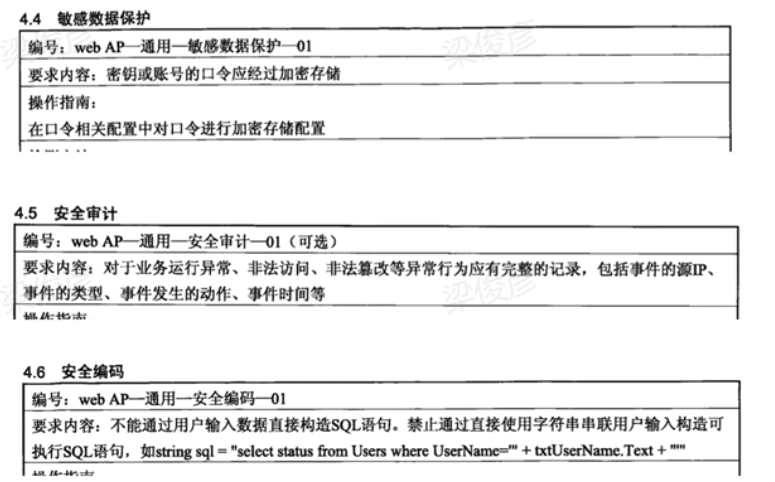 4.4 敏感数据保护
编号：web AP—通用—敏感数据保护—01
要求内容：密钥或账号的口令应经过加密存储
操作指南：
在口令相关配置中对口令进行加密存储配置
4.5 安全审计
编号：web AP—通用—安全审计—01（可选）
要求内容：对于业务运行异常、非法访问、非法篡改等异常行为应有完整的记录，包括事件的源IP、
事件的类型、事件发生的动作、事件时间等
操作指南：
4.6 安全编码
编号：web AP—通用—安全编码—01
要求内容：不能通过用户输入数据直接构造SQL语句。禁止通过直接使用字符串串联用户输入构造可
执行SQL语句，如string sql = "select status from Users where UserName='" + txtUserName.Text + "'"
操作指南
梁俊彦
梁俊彦